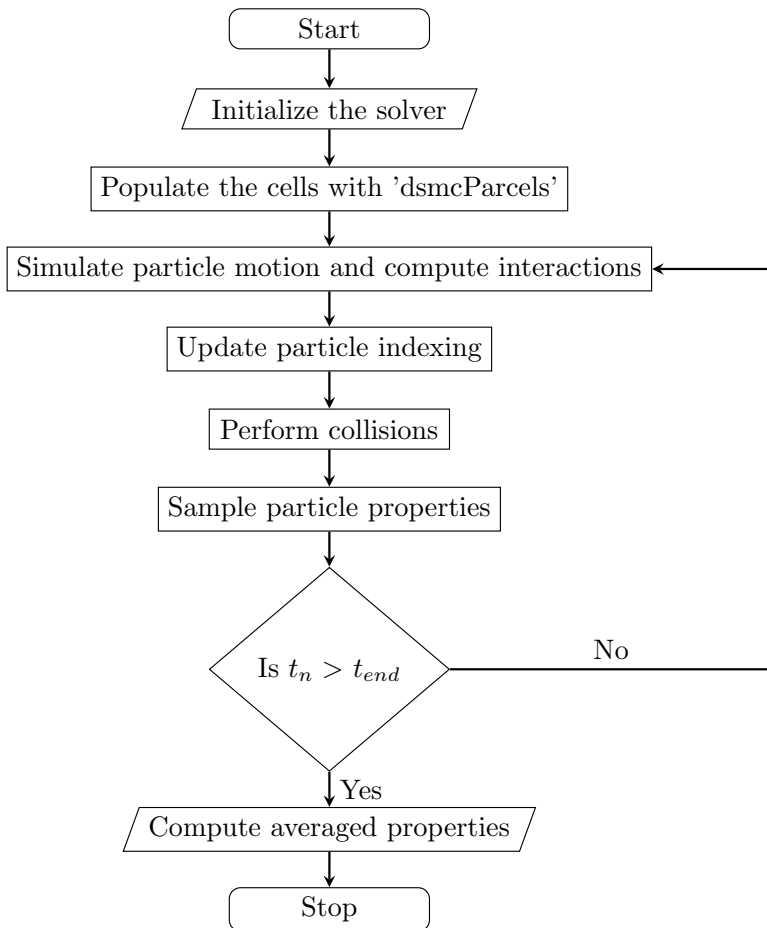 Start
Initialize the solver
Populate the cells with 'dsmcParcels'
Simulate particle motion and compute interactions
Update particle indexing
Perform collisions
Sample particle properties
Is $t_n > t_{end}$
No
Yes
Compute averaged properties
Stop